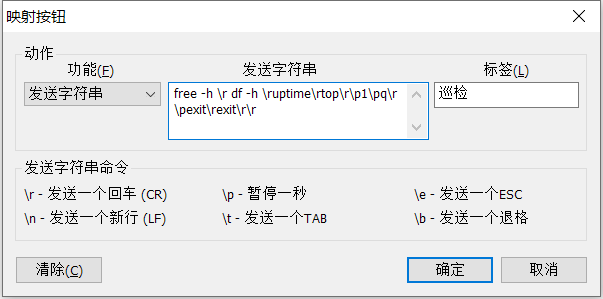 映射按钮
动作
功能(F)
发送字符串
标签(L)
发送字符串
free -h \r df -h \ruptime\rtop\r\p1\pq\r
\pexit\rexit\r\r
巡检
发送字符串命令
\r - 发送一个回车 (CR)
\p - 暂停一秒
\e - 发送一个ESC
\n - 发送一个新行 (LF)
\t - 发送一个TAB
\b - 发送一个退格
清除(C)
确定
取消